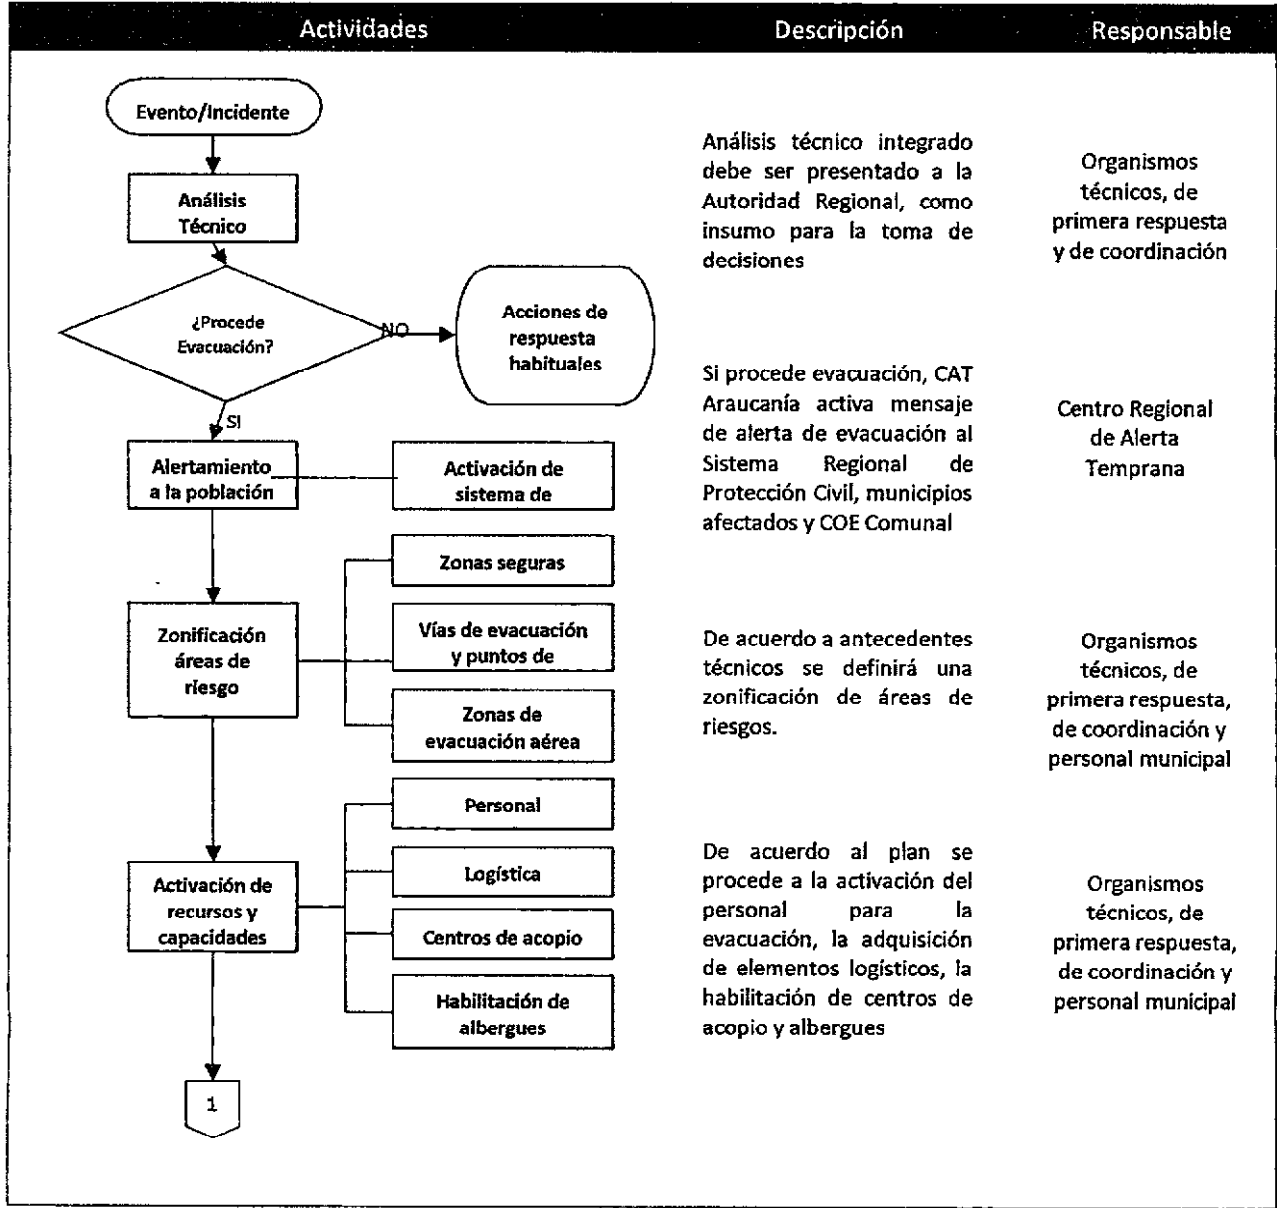 Actividades Descripción Responsable
Evento/Incidente
Análisis
Técnico
Análisis técnico integrado
debe ser presentado a la
Autoridad Regional, como
insumo para la toma de
decisiones
Organismos
técnicos, de
primera respuesta
y de coordinación
¿Procede
Evacuación?
NO
Acciones de
respuesta
habituales
SI
Alertamiento
a la población
Activación de
sistema de
Si procede evacuación, CAT
Araucanía activa mensaje
de alerta de evacuación al
Sistema Regional de
Protección Civil, municipios
afectados y COE Comunal
Centro Regional
de Alerta
Temprana
Zonificación
áreas de
riesgo
Zonas seguras
Vías de evacuación
y puntos de
Zonas de
evacuación aérea
De acuerdo a antecedentes
técnicos se definirá una
zonificación de áreas de
riesgos.
Organismos
técnicos, de
primera respuesta,
de coordinación y
personal municipal
Activación de
recursos y
capacidades
Personal
Logística
Centros de acopio
Habilitación de
albergues
De acuerdo al plan se
procede a la activación del
personal para la
evacuación, la adquisición
de elementos logísticos, la
habilitación de centros de
acopio y albergues
Organismos
técnicos, de
primera respuesta,
de coordinación y
personal municipal
1